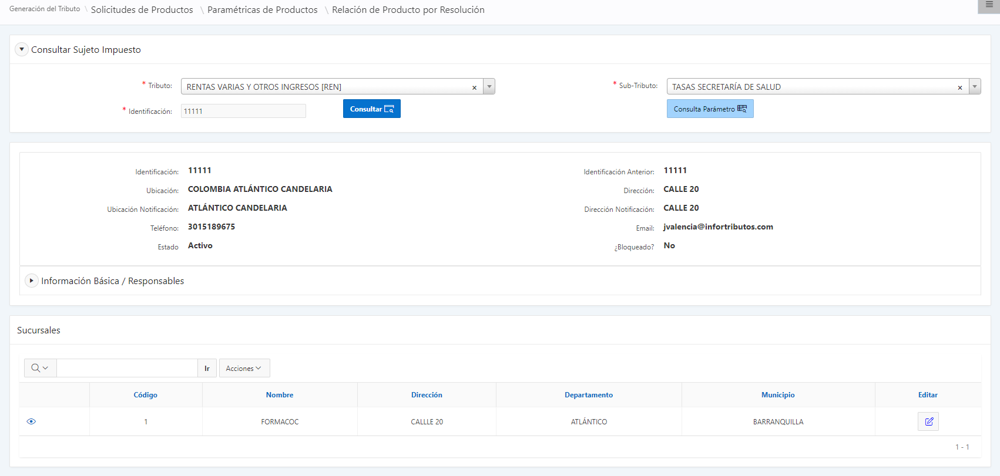 Generación del Tributo \ Solicitudes de Productos \ Paramétricas de Productos \ Relación de Producto por Resolución
Consultar Sujeto Impuesto
* Tributo: RENTAS VARIAS Y OTROS INGRESOS [REN] ×
* Sub-Tributo: TASAS SECRETARÍA DE SALUD ×
* Identificación: 11111
Consultar
Consulta Parámetro
Identificación: 11111
Identificación Anterior: 11111
Ubicación: COLOMBIA ATLÁNTICO CANDELARIA
Dirección: CALLE 20
Ubicación Notificación: ATLÁNTICO CANDELARIA
Dirección Notificación: CALLE 20
Teléfono: 3015189675
Email: jvalencia@infortributos.com
Estado Activo
¿Bloqueado? No
Información Básica / Responsables
Sucursales
Ir Acciones
Código Nombre Dirección Departamento Municipio Editar
1 FORMACOC CALLLE 20 ATLÁNTICO BARRANQUILLA
1 - 1